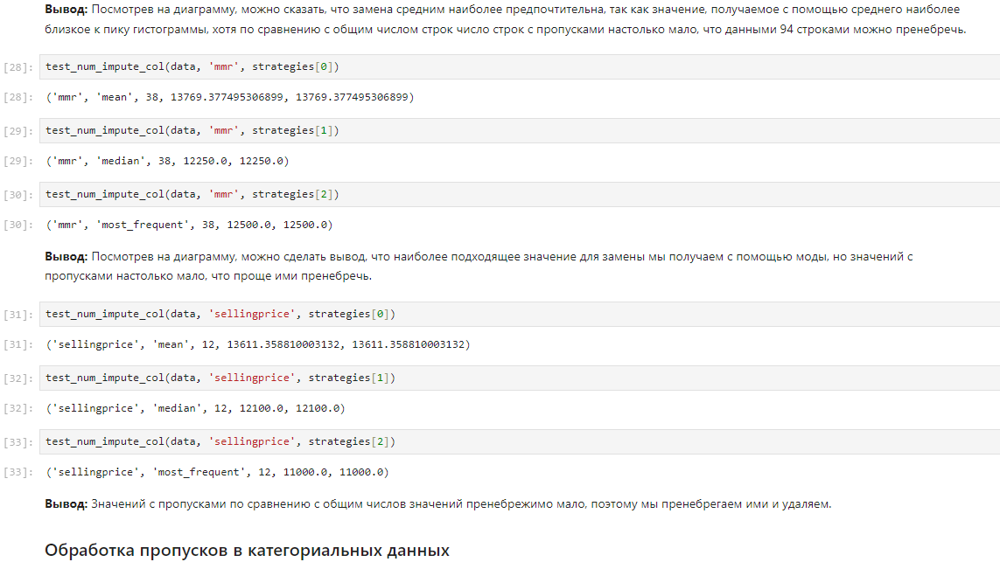 Вывод: Посмотрев на диаграмму, можно сказать, что замена средним наиболее предпочтительна, так как значение, получаемое с помощью среднего наиболее
близкое к пику гистограммы, хотя по сравнению с общим числом строк число строк с пропусками настолько мало, что данными 94 строками можно пренебречь.
[28]: test_num_impute_col(data, 'mmr', strategies[0])
[28]: ('mmr', 'mean', 38, 13769.377495306899, 13769.377495306899)
[29]: test_num_impute_col(data, 'mmr', strategies[1])
[29]: ('mmr', 'median', 38, 12250.0, 12250.0)
[30]: test_num_impute_col(data, 'mmr', strategies[2])
[30]: ('mmr', 'most_frequent', 38, 12500.0, 12500.0)
Вывод: Посмотрев на диаграмму, можно сделать вывод, что наиболее подходящее значение для замены мы получаем с помощью моды, но значений с
пропусками настолько мало, что проще ими пренебречь.
[31]: test_num_impute_col(data, 'sellingprice', strategies[0])
[31]: ('sellingprice', 'mean', 12, 13611.358810003132, 13611.358810003132)
[32]: test_num_impute_col(data, 'sellingprice', strategies[1])
[32]: ('sellingprice', 'median', 12, 12100.0, 12100.0)
[33]: test_num_impute_col(data, 'sellingprice', strategies[2])
[33]: ('sellingprice', 'most_frequent', 12, 11000.0, 11000.0)
Вывод: Значений с пропусками по сравнению с общим числов значений пренебрежимо мало, поэтому мы пренебрегаем ими и удаляем.
Обработка пропусков в категориальных данных